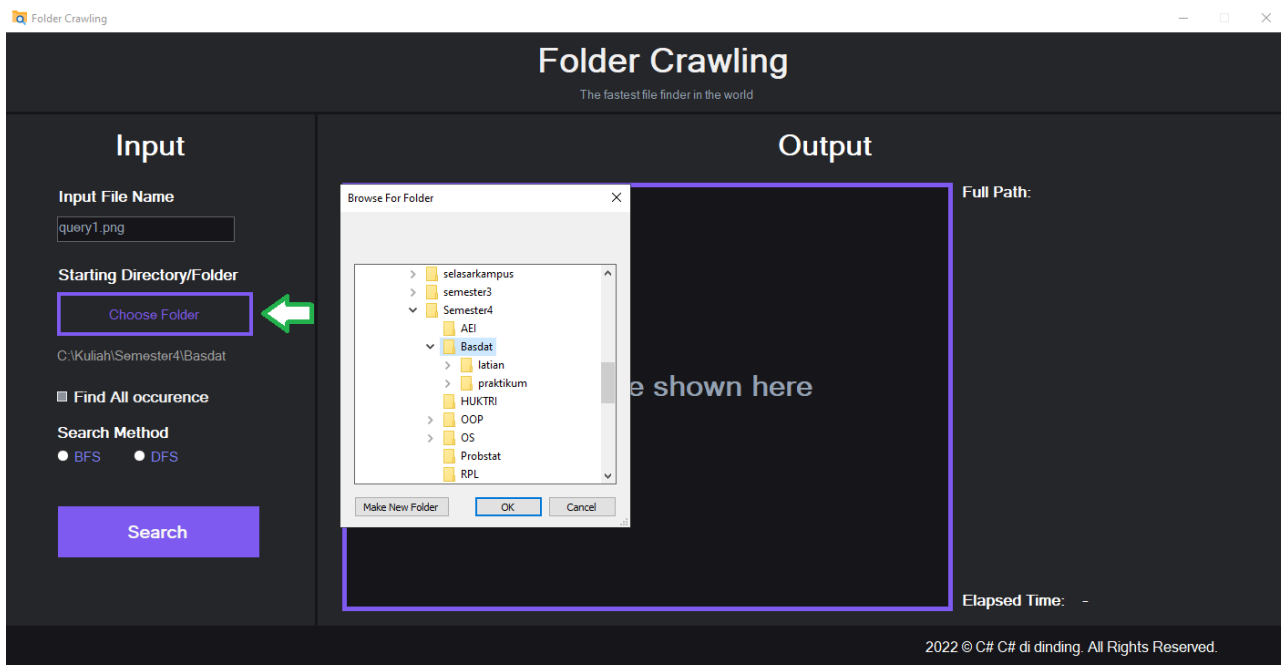 Folder Crawling
Folder Crawling
The fastest file finder in the world
Input
Input File Name
query1.png
Starting Directory/Folder
Choose Folder
C:\Kuliah\Semester4\Basdat
Find All occurence
Search Method
BFS DFS
Search
Output
Browse For Folder
selasarkampus
semester3
Semester4
AEI
Basdat
latian
praktikum
HUKTRI
OOP
OS
Probstat
RPL
Make New Folder OK Cancel
e shown here
Full Path:
Elapsed Time: -
2022 © C# C# di dinding. All Rights Reserved.